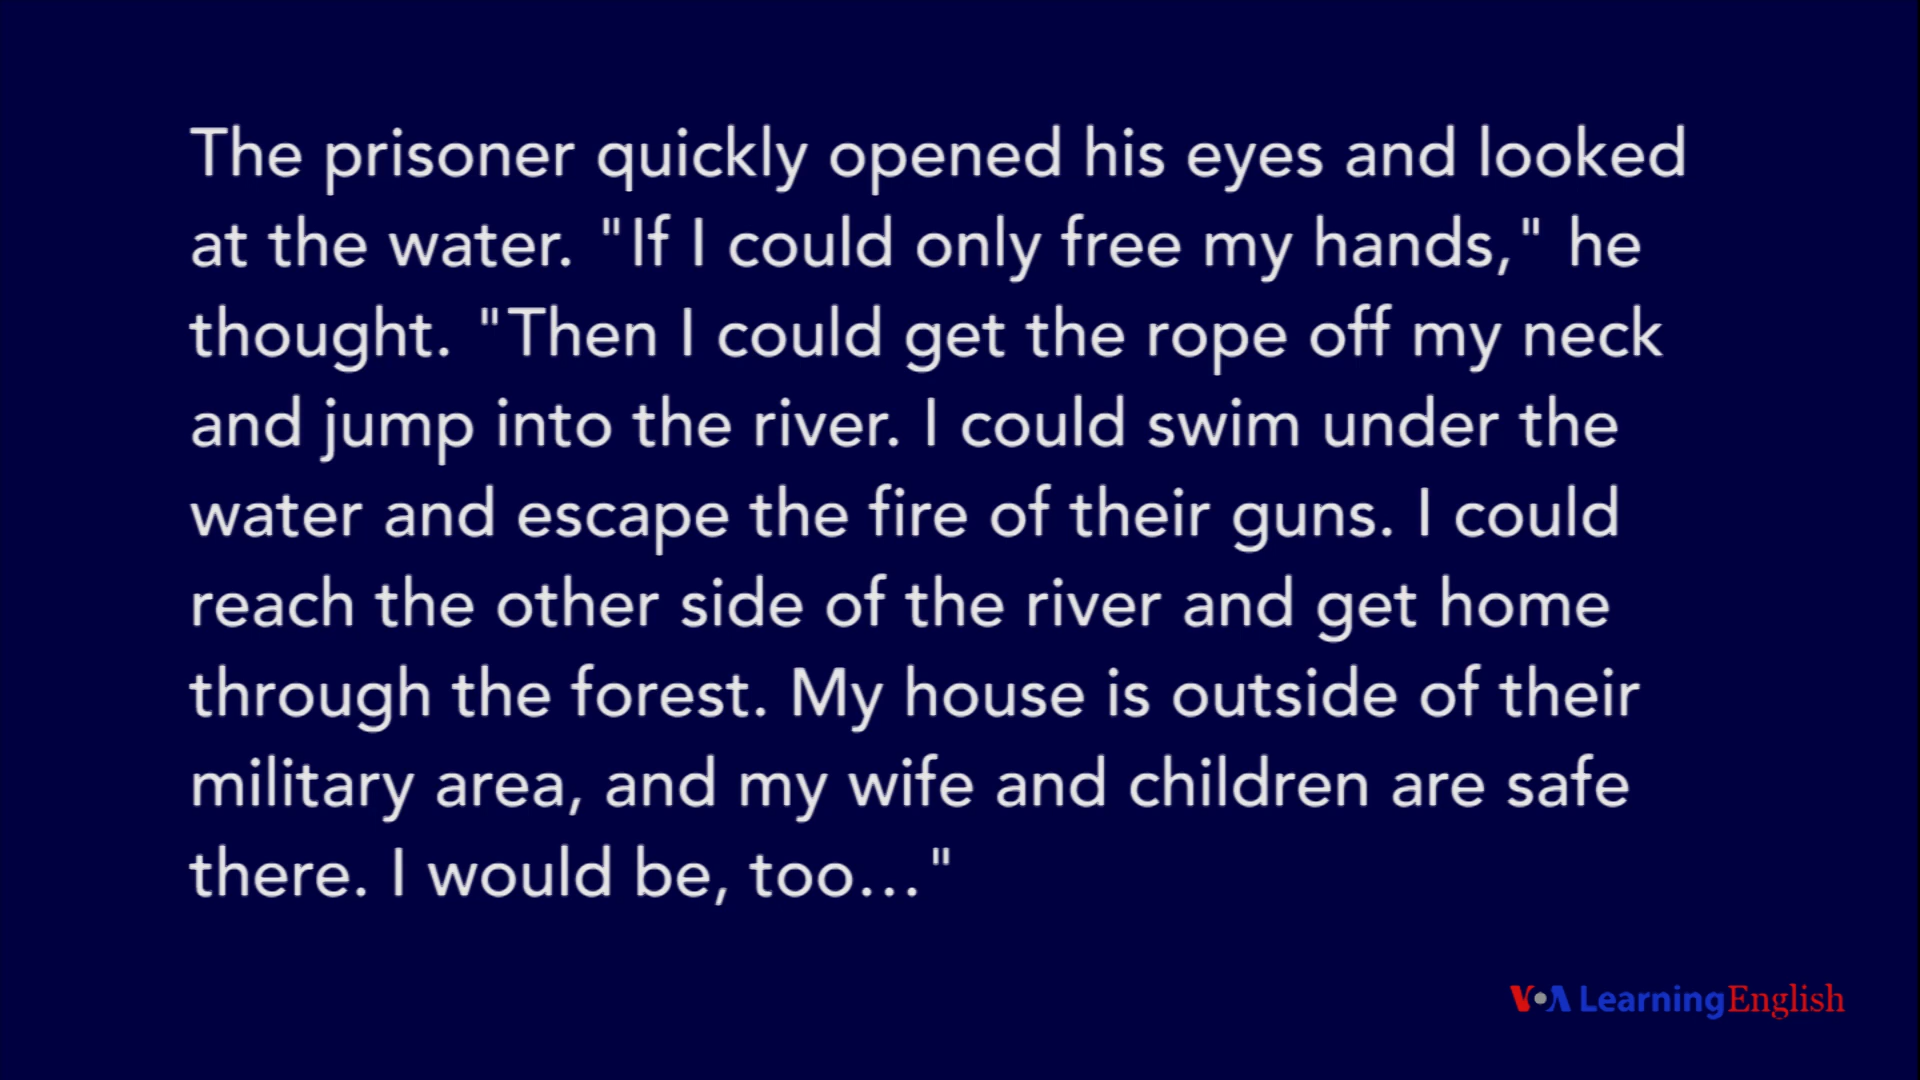 The prisoner quickly opened his eyes and looked
at the water. "If I could only free my hands," he
thought. "Then I could get the rope off my neck
and jump into the river. I could swim under the
water and escape the fire of their guns. I could
reach the other side of the river and get home
through the forest. My house is outside of their
military area, and my wife and children are safe
there. I would be, too..."
VOA Learning English